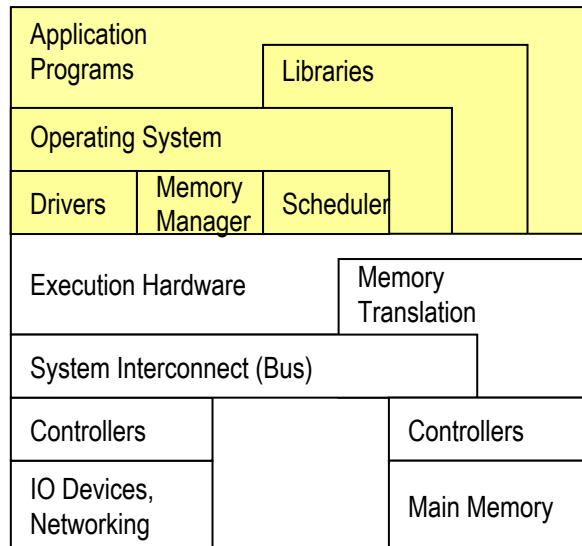 Application
Programs
Libraries
Operating System
Drivers
Memory
Manager
Scheduler
Execution Hardware
Memory
Translation
System Interconnect (Bus)
Controllers
Controllers
IO Devices,
Networking
Main Memory